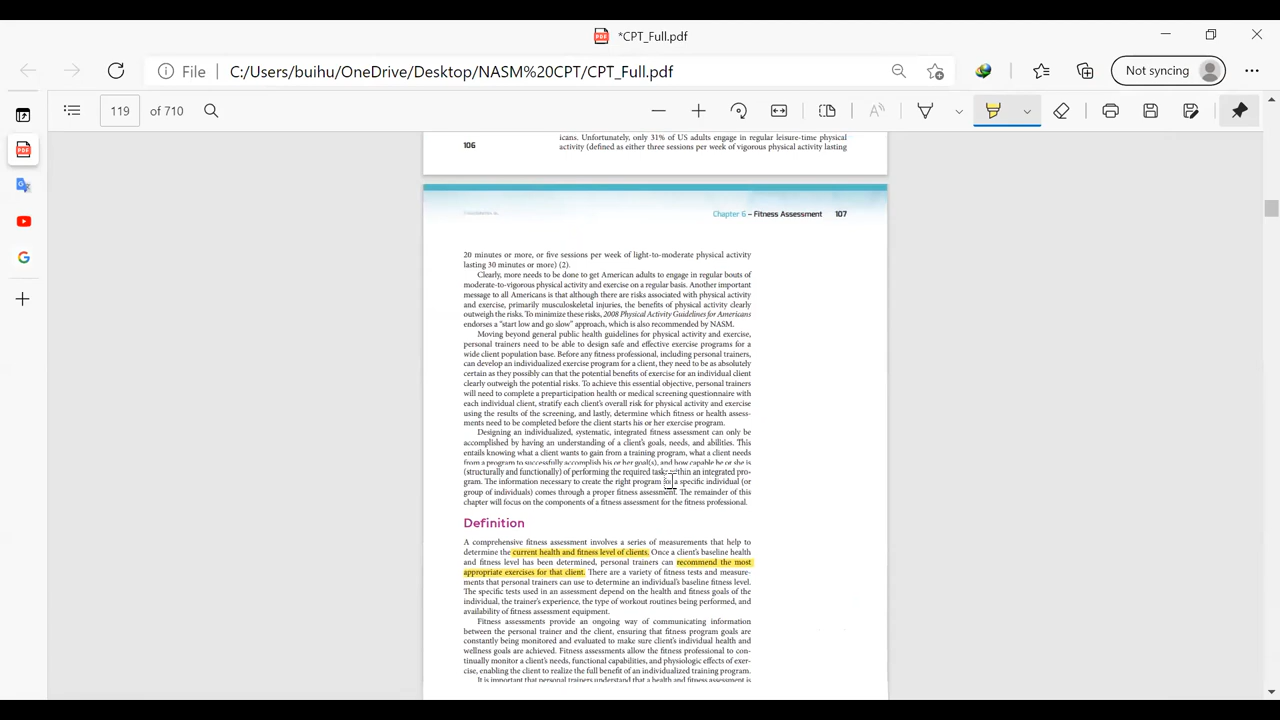 *CPT_Full.pdf
File C:/Users/buihu/OneDrive/Desktop/NASM%20CPT/CPT_Full.pdf Not syncing
119 of 710
icans. Unfortunately, only 31% of US adults engage in regular leisure-time physical
106 activity (defined as either three sessions per week of vigorous physical activity lasting
Chapter 6 – Fitness Assessment 107
20 minutes or more, or five sessions per week of light-to-moderate physical activity
lasting 30 minutes or more) (2).
Clearly, more needs to be done to get American adults to engage in regular bouts of
moderate-to-vigorous physical activity and exercise on a regular basis. Another important
message to all Americans is that although there are risks associated with physical activity
and exercise, primarily musculoskeletal injuries, the benefits of physical activity clearly
outweigh the risks. To minimize these risks, 2008 Physical Activity Guidelines for Americans
endorses a “start low and go slow” approach, which is also recommended by NASM.
Moving beyond general public health guidelines for physical activity and exercise,
personal trainers need to be able to design safe and effective exercise programs for a
wide client population base. Before any fitness professional, including personal trainers,
can develop an individualized exercise program for a client, they need to be as absolutely
certain as they possibly can that the potential benefits of exercise for an individual client
clearly outweigh the potential risks. To achieve this essential objective, personal trainers
will need to complete a preparticipation health or medical screening questionnaire with
each individual client, stratify each client’s overall risk for physical activity and exercise
using the results of the screening, and lastly, determine which fitness or health assess-
ments need to be completed before the client starts his or her exercise program.
Designing an individualized, systematic, integrated fitness assessment can only be
accomplished by having an understanding of a client’s goals, needs, and abilities. This
entails knowing what a client wants to gain from a training program, what a client needs
from a program to successfully accomplish his or her goal(s), and how capable he or she is
(structurally and functionally) of performing the required tasks within an integrated pro-
gram. The information necessary to create the right program for a specific individual (or
group of individuals) comes through a proper fitness assessment. The remainder of this
chapter will focus on the components of a fitness assessment for the fitness professional.
Definition
A comprehensive fitness assessment involves a series of measurements that help to
determine the current health and fitness level of clients. Once a client’s baseline health
and fitness level has been determined, personal trainers can recommend the most
appropriate exercises for that client. There are a variety of fitness tests and measure-
ments that personal trainers can use to determine an individual’s baseline fitness level.
The specific tests used in an assessment depend on the health and fitness goals of the
individual, the trainer’s experience, the type of workout routines being performed, and
availability of fitness assessment equipment.
Fitness assessments provide an ongoing way of communicating information
between the personal trainer and the client, ensuring that fitness program goals are
constantly being monitored and evaluated to make sure client’s individual health and
wellness goals are achieved. Fitness assessments allow the fitness professional to con-
tinually monitor a client’s needs, functional capabilities, and physiologic effects of exer-
cise, enabling the client to realize the full benefit of an individualized training program.
It is important that personal trainers understand that a health and fitness assessment is